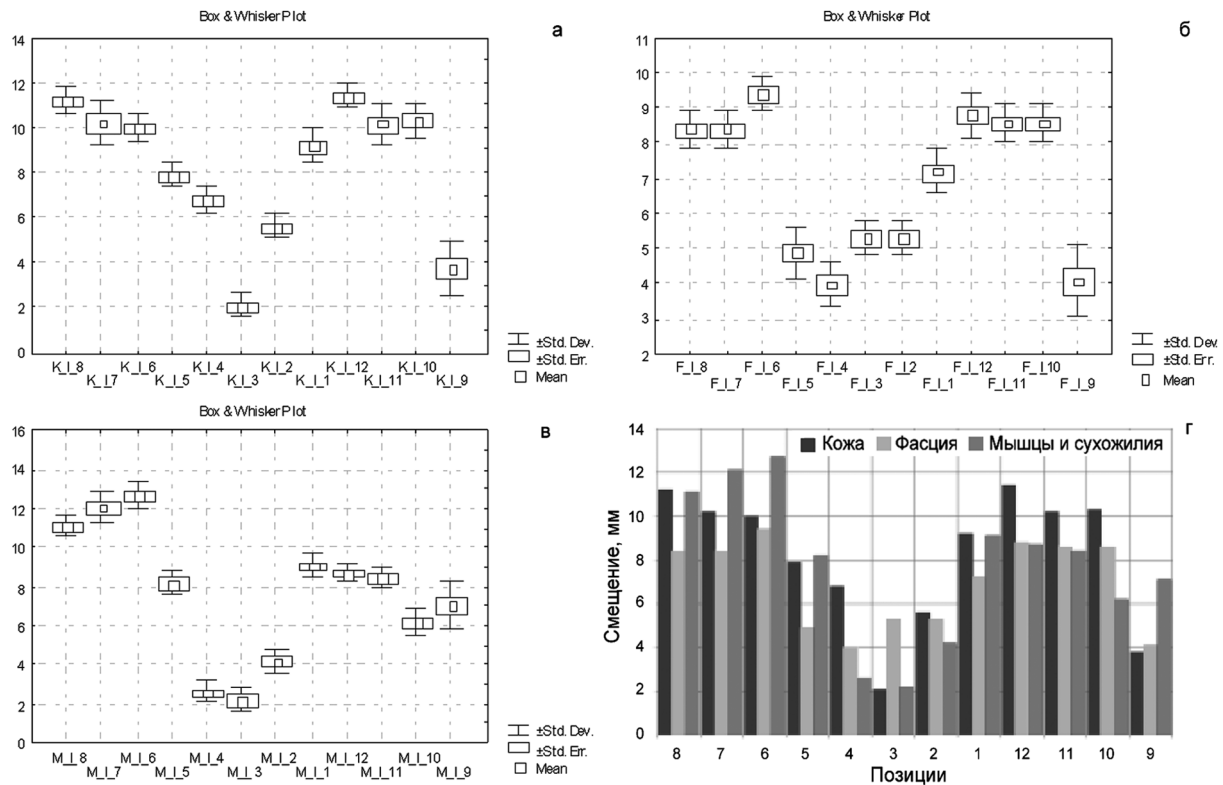 Box & Whisker Plot
а
14
12
10
8
6
4
2
0
K_I_8 K_I_6 K_I_4 K_I_2 K_I_12 K_I_10
K_I_7 K_I_5 K_I_3 K_I_1 K_I_11 K_I_9
±Std. Dev.
±Std. Err.
Mean
Box & Whisker Plot
б
11
10
9
8
7
6
5
4
3
2
F_I_8 F_I_6 F_I_4 F_I_2 F_I_12 F_I_10
F_I_7 F_I_5 F_I_3 F_I_1 F_I_11 F_I_9
±Std. Dev.
±Std. Err.
Mean
Box & Whisker Plot
в
16
14
12
10
8
6
4
2
0
M_I_8 M_I_6 M_I_4 M_I_2 M_I_12 M_I_10
M_I_7 M_I_5 M_I_3 M_I_1 M_I_11 M_I_9
±Std. Dev.
±Std. Err.
Mean
г
Кожа Фасция Мышцы и сухожилия
Смещение, мм
14
12
10
8
6
4
2
0
8 7 6 5 4 3 2 1 12 11 10 9
Позиции